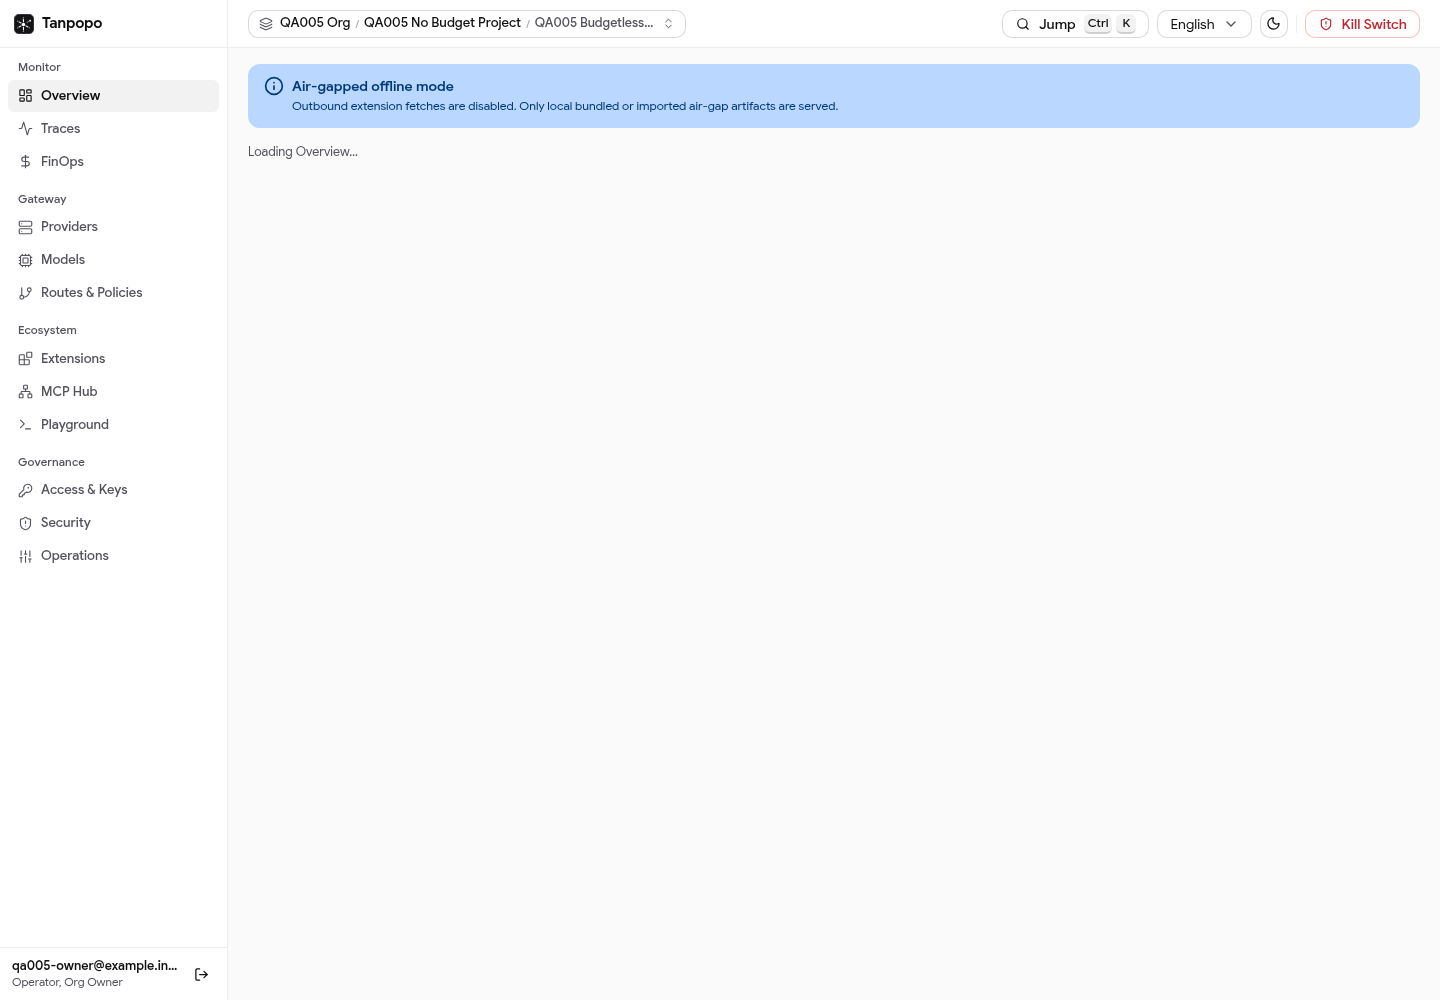 Tanpopo
QA005 Org / QA005 No Budget Project / QA005 Budgetless...
Jump Ctrl K
English
Kill Switch
Monitor
Overview
Traces
FinOps
Gateway
Providers
Models
Routes & Policies
Ecosystem
Extensions
MCP Hub
Playground
Governance
Access & Keys
Security
Operations
qa005-owner@example.in...
Operator, Org Owner
Air-gapped offline mode
Outbound extension fetches are disabled. Only local bundled or imported air-gap artifacts are served.
Loading Overview...